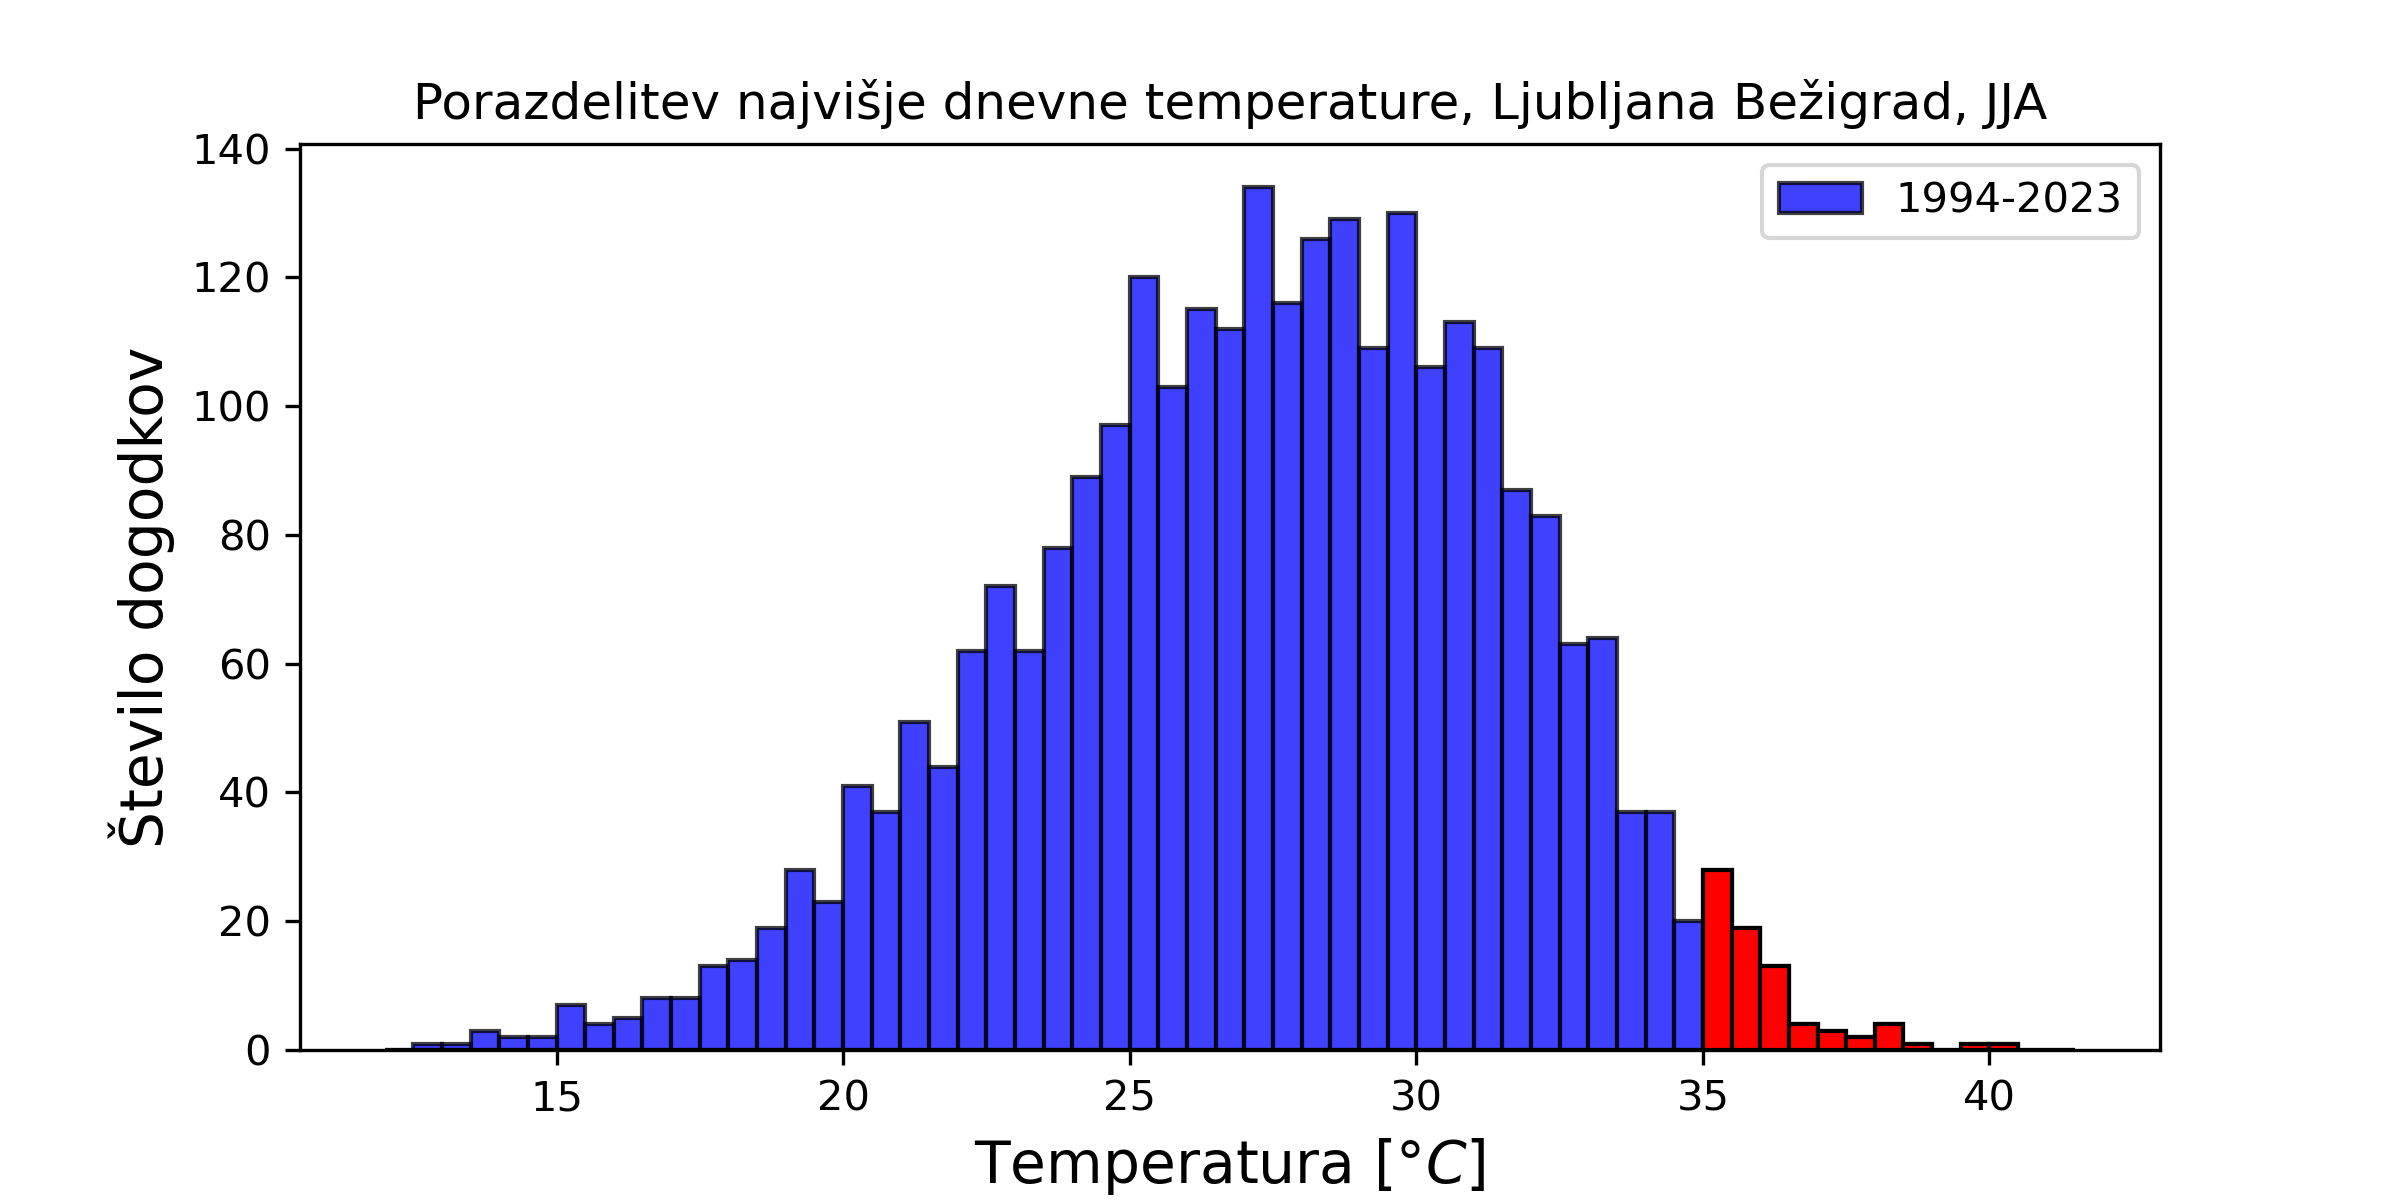 Porazdelitev najvišje dnevne temperature, Ljubljana Bežigrad, JJA
1994-2023
140
120
100
80
60
40
20
0
Število dogodkov
15 20 25 30 35 40
Temperatura [°C]